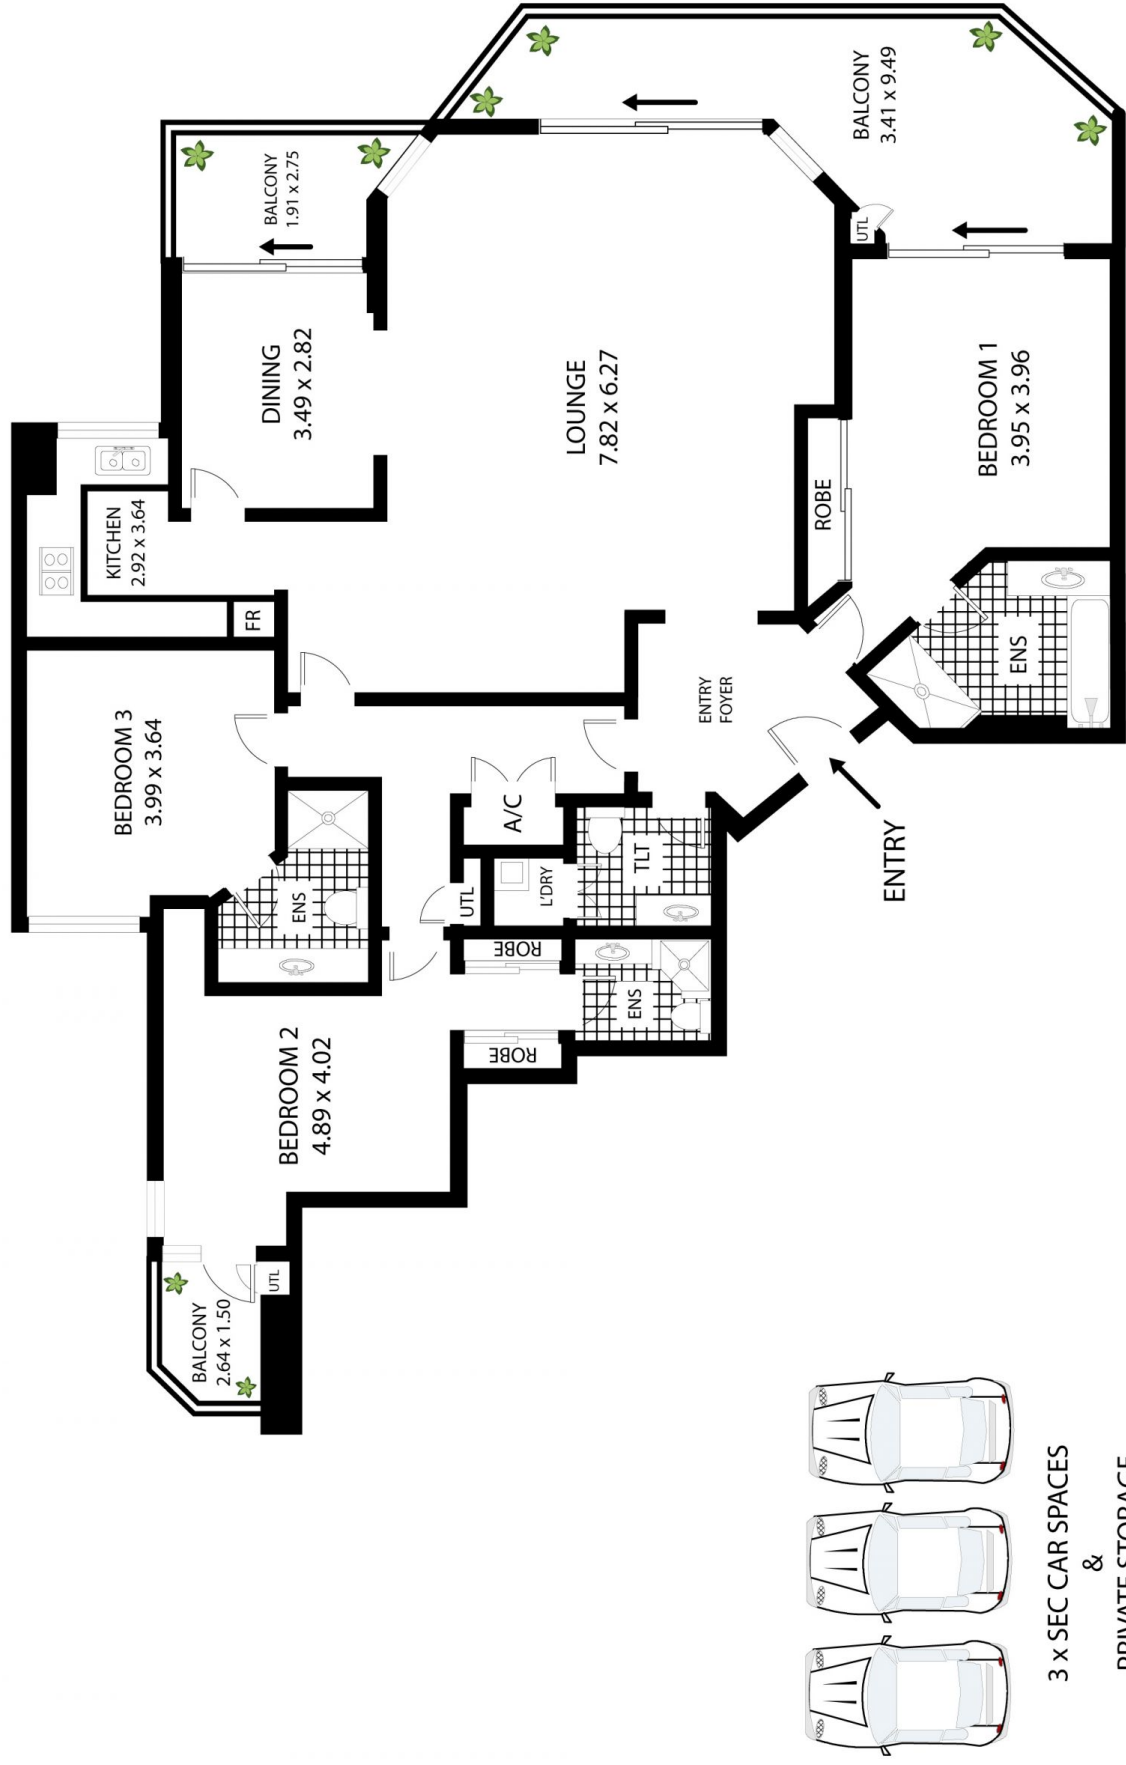 BEDROOM 3
3.99 x 3.64
KITCHEN
2.92 x 3.64
BALCONY
2.64 x 1.50
UTL
FR
DINING
3.49 x 2.82
BALCONY
1.91 x 2.75
BEDROOM 2
4.89 x 4.02
ENS
UTL
ROBE
ROBE
A/C
L'DRY
LOUNGE
7.82 x 6.27
ENS
TLT
ENTRY
FOYER
ROBE
UTL
BALCONY
3.41 x 9.49
ENTRY
BEDROOM 1
3.95 x 3.96
ENS
3 x SEC CAR SPACES
&
PRIVATE STORAGE